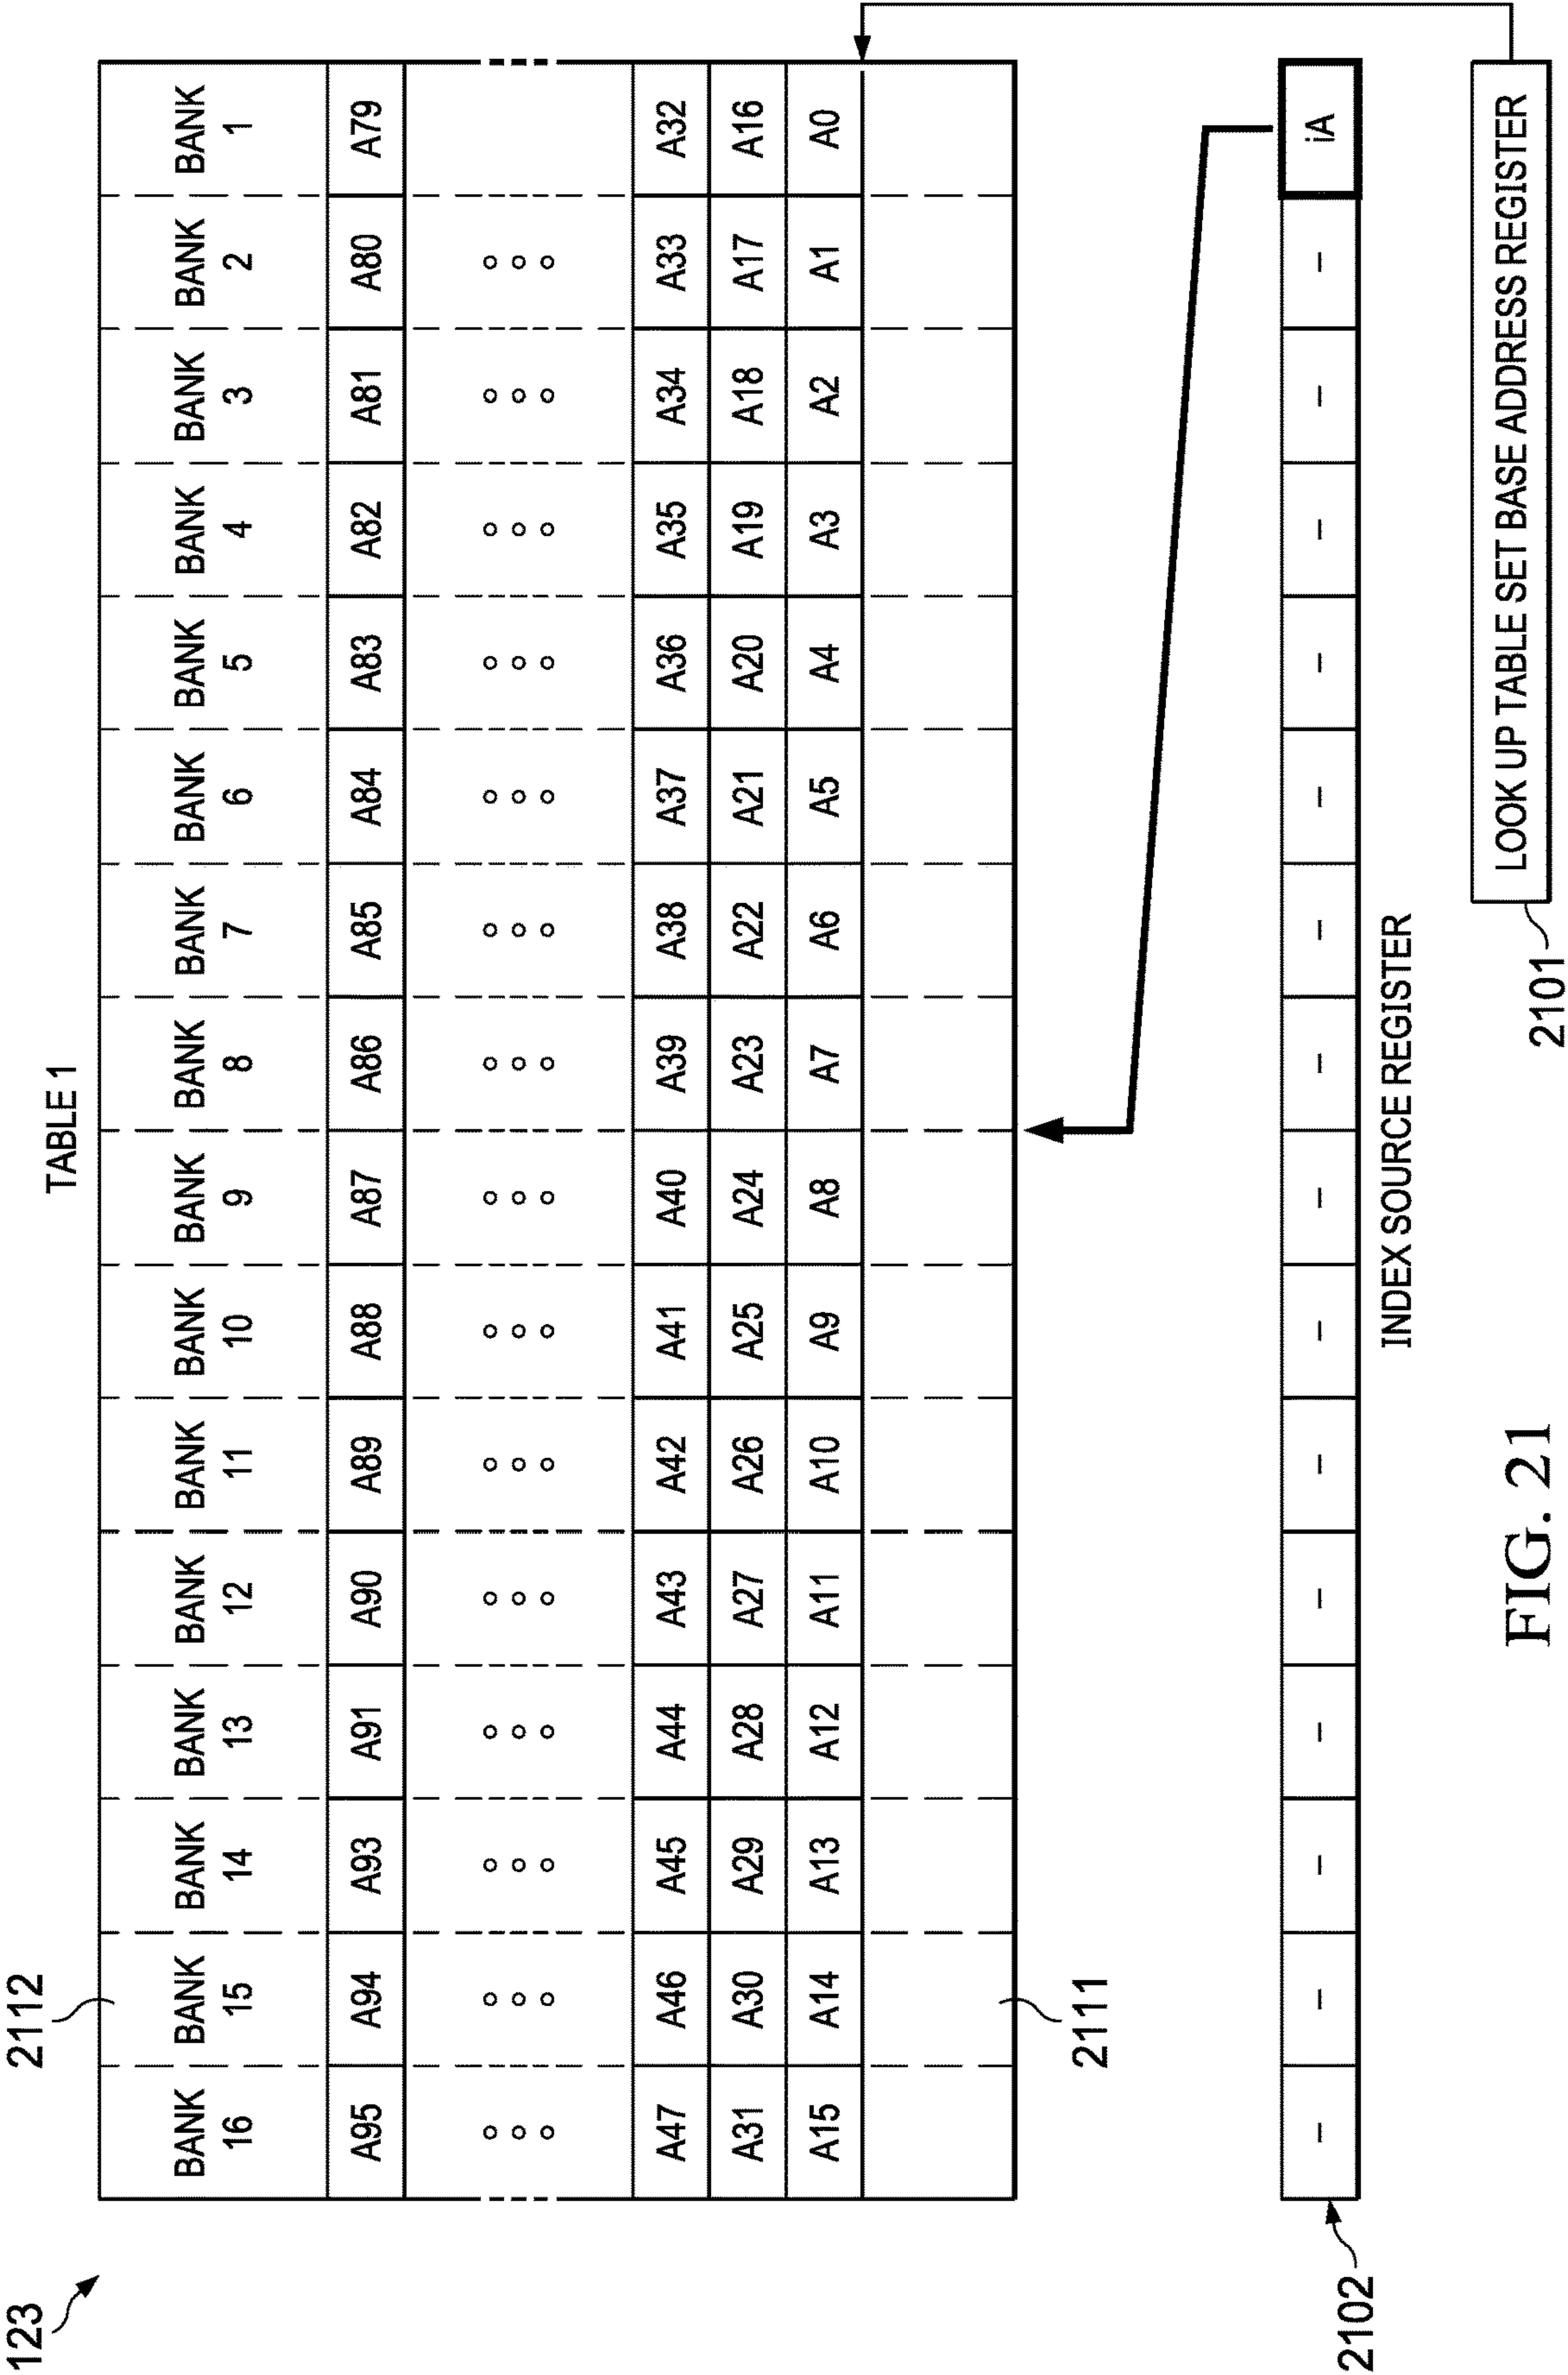 123
2112
TABLE 1
BANK 16 BANK 15 BANK 14 BANK 13 BANK 12 BANK 11 BANK 10 BANK 9 BANK 8 BANK 7 BANK 6 BANK 5 BANK 4 BANK 3 BANK 2 BANK 1
A95 A94 A93 A91 A90 A89 A88 A87 A86 A85 A84 A83 A82 A81 A80 A79
A47 A46 A45 A44 A43 A42 A41 A40 A39 A38 A37 A36 A35 A34 A33 A32
A31 A30 A29 A28 A27 A26 A25 A24 A23 A22 A21 A20 A19 A18 A17 A16
A15 A14 A13 A12 A11 A10 A9 A8 A7 A6 A5 A4 A3 A2 A1 A0
2111
– – – – – – – – – – – – – – – iA
2102
INDEX SOURCE REGISTER
LOOK UP TABLE SET BASE ADDRESS REGISTER
2101
FIG. 21